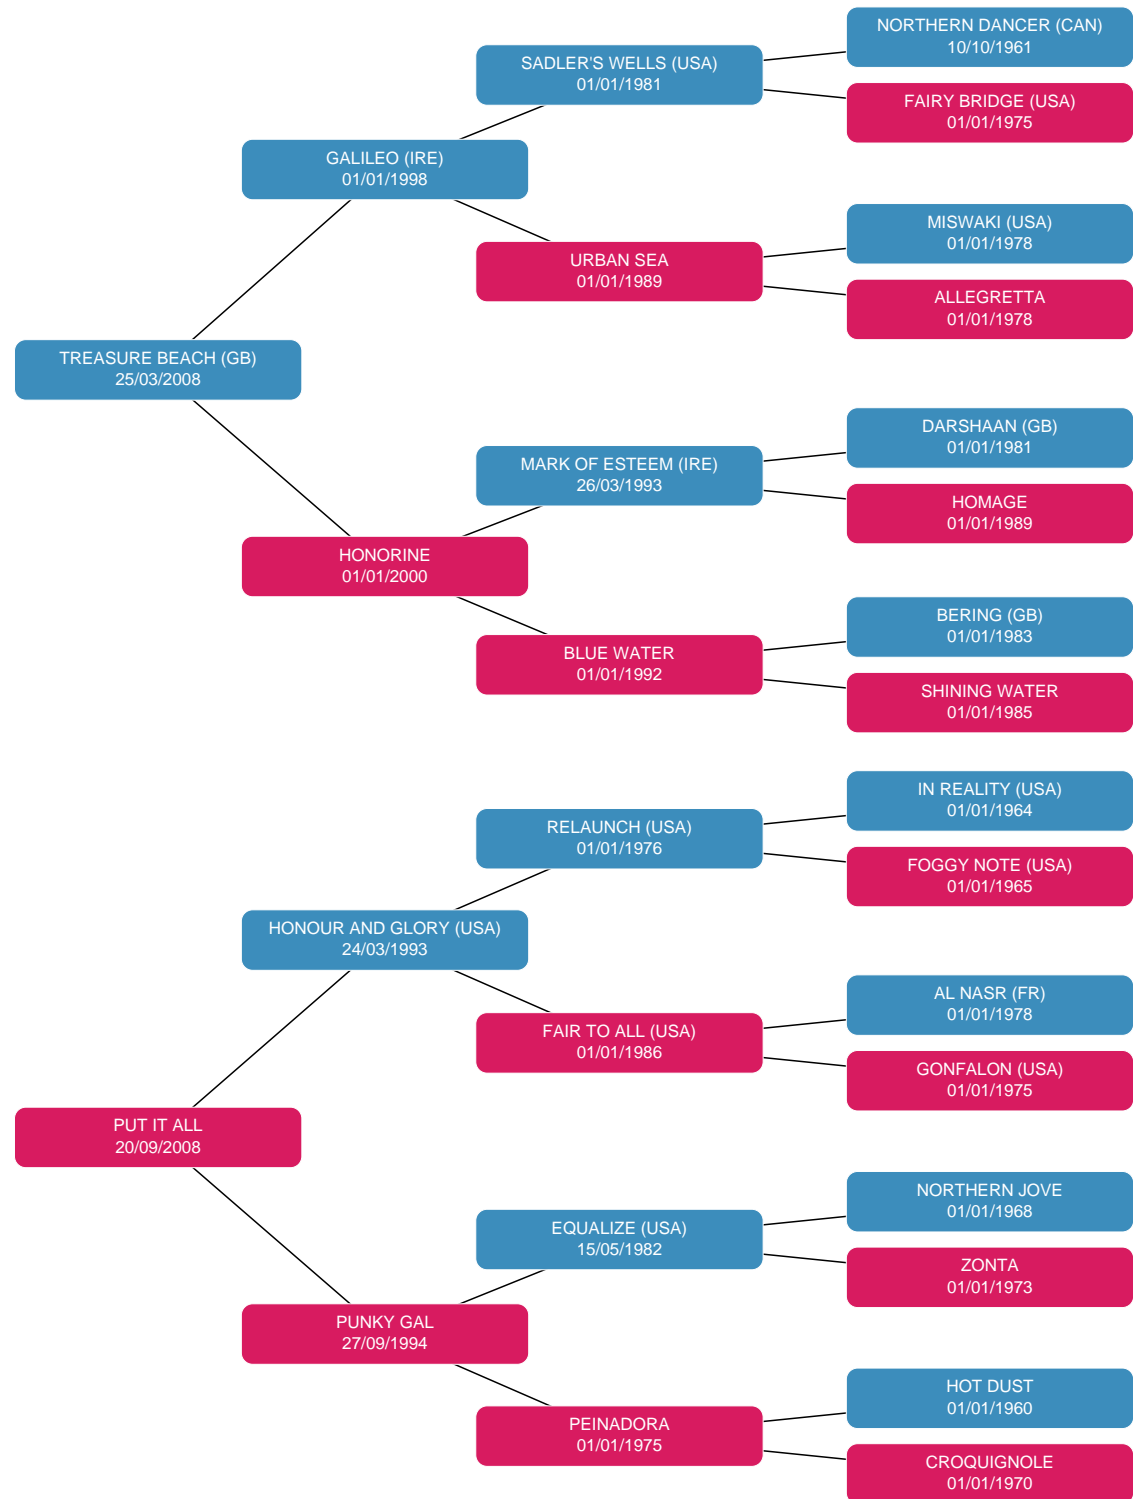 NORTHERN DANCER (CAN)
10/10/1961
SADLER'S WELLS (USA)
01/01/1981
FAIRY BRIDGE (USA)
01/01/1975
GALILEO (IRE)
01/01/1998
MISWAKI (USA)
01/01/1978
URBAN SEA
01/01/1989
ALLEGRETTA
01/01/1978
TREASURE BEACH (GB)
25/03/2008
DARSHAAN (GB)
01/01/1981
MARK OF ESTEEM (IRE)
26/03/1993
HOMAGE
01/01/1989
HONORINE
01/01/2000
BERING (GB)
01/01/1983
BLUE WATER
01/01/1992
SHINING WATER
01/01/1985
IN REALITY (USA)
01/01/1964
RELAUNCH (USA)
01/01/1976
FOGGY NOTE (USA)
01/01/1965
HONOUR AND GLORY (USA)
24/03/1993
AL NASR (FR)
01/01/1978
FAIR TO ALL (USA)
01/01/1986
GONFALON (USA)
01/01/1975
PUT IT ALL
20/09/2008
NORTHERN JOVE
01/01/1968
EQUALIZE (USA)
15/05/1982
ZONTA
01/01/1973
PUNKY GAL
27/09/1994
HOT DUST
01/01/1960
PEINADORA
01/01/1975
CROQUIGNOLE
01/01/1970